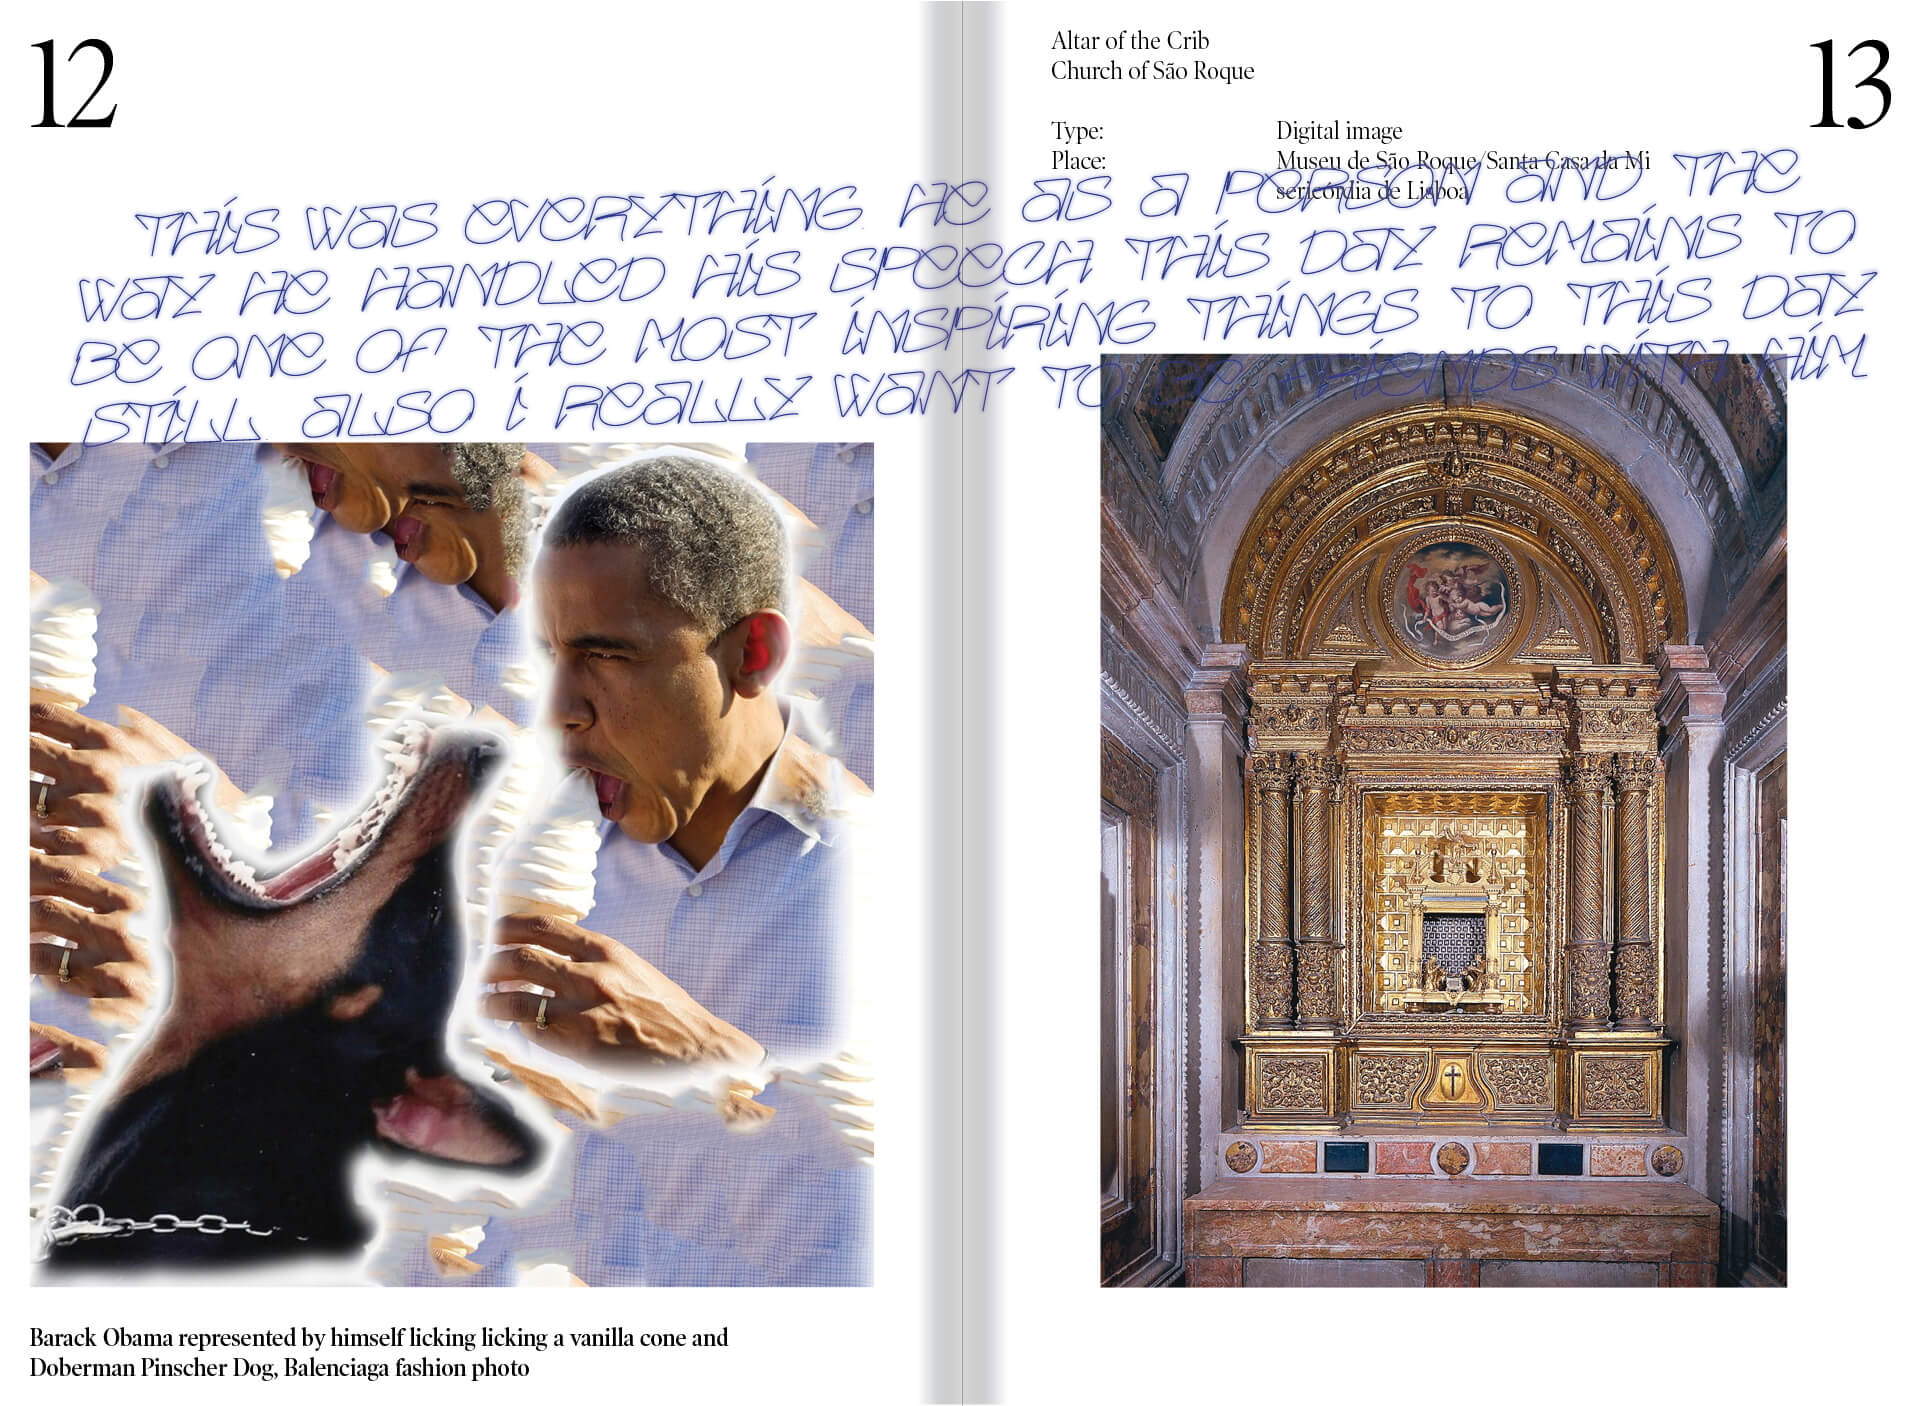 12
Altar of the Crib
Church of São Roque
13
Type: Digital image
Place: Museu de São Roque/Santa Casa da Mi
sericórdia de Lisboa
THIS WAS EVERYTHING. HE AS A PERSON AND THE
WAY HE HANDLED HIS SPEECH THIS DAY REMAINS TO
BE ONE OF THE MOST INSPIRING THINGS TO THIS DAY
STILL. ALSO I REALLY WANT TO BE FRIENDS WITH HIM
Barack Obama represented by himself licking licking a vanilla cone and
Doberman Pinscher Dog, Balenciaga fashion photo